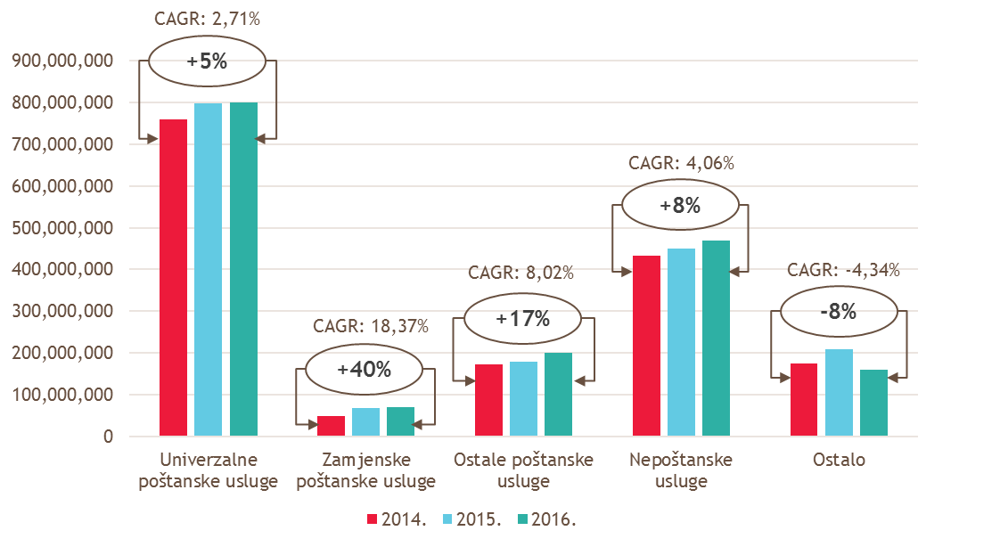 CAGR: 2,71%
+5%
900,000,000
800,000,000
700,000,000
600,000,000
500,000,000
400,000,000
300,000,000
200,000,000
100,000,000
0
CAGR: 18,37%
+40%
CAGR: 8,02%
+17%
CAGR: 4,06%
+8%
CAGR: -4,34%
-8%
Univerzalne
poštanske usluge
Zamjenske
poštanske usluge
Ostale poštanske
usluge
Nepoštanske
usluge
Ostalo
2014.
2015.
2016.